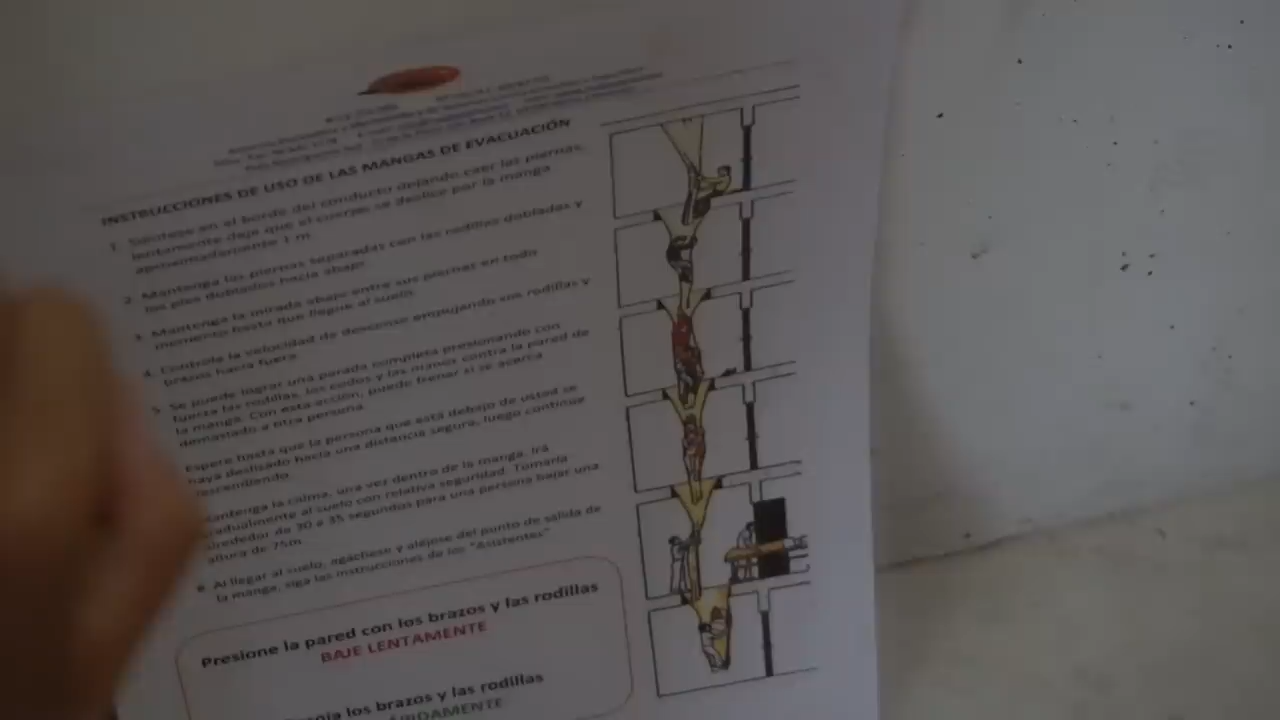 INSTRUCCIONES DE USO DE LAS MANGAS DE EVACUACIÓN
1. Siéntese en el borde del conducto dejando caer las piernas,
lentamente deja que el cuerpo se deslice por la manga
aproximadamente 1 m.
2. Mantenga las piernas separadas con las rodillas dobladas y
los pies doblados hacia abajo
3. Mantenga la mirada abajo entre sus piernas en todo
momento hasta que llegue al suelo.
4. Controle la velocidad de descenso empujando sus rodillas y
brazos hacia fuera.
5. Se puede lograr una parada completa presionando con
fuerza las rodillas, los codos y las manos contra la pared de
la manga. Con esta acción, puede frenar si se acerca
demasiado a otra persona.
Espere hasta que la persona que está debajo de usted se
haya deslizado hacia una distancia segura, luego continúe
descendiendo.
Mantenga la calma, una vez dentro de la manga. Irá
gradualmente al suelo con relativa seguridad. Tomaría
alrededor de 30 a 35 segundos para una persona bajar una
altura de 75m.
Al llegar al suelo, agáchese y aléjese del punto de salida de
la manga, siga las instrucciones de los "Asistentes"
Presione la pared con los brazos y las rodillas
BAJE LENTAMENTE
los brazos y las rodillas